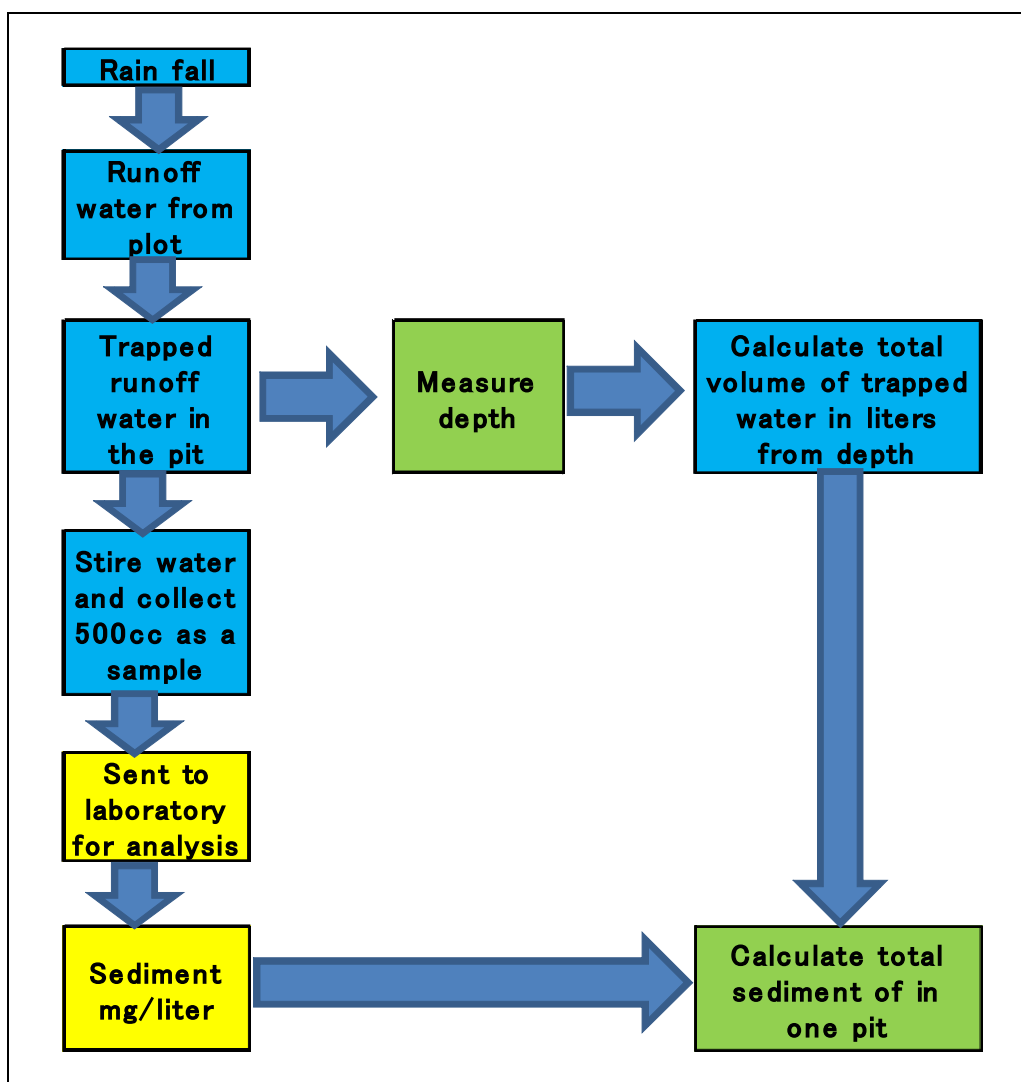 Rain fall
Runoff
water from
plot
Trapped
runoff
water in
the pit
Measure
depth
Calculate total
volume of trapped
water in liters
from depth
Stire water
and collect
500cc as a
sample
Sent to
laboratory
for analysis
Sediment
mg/liter
Calculate total
sediment of in
one pit